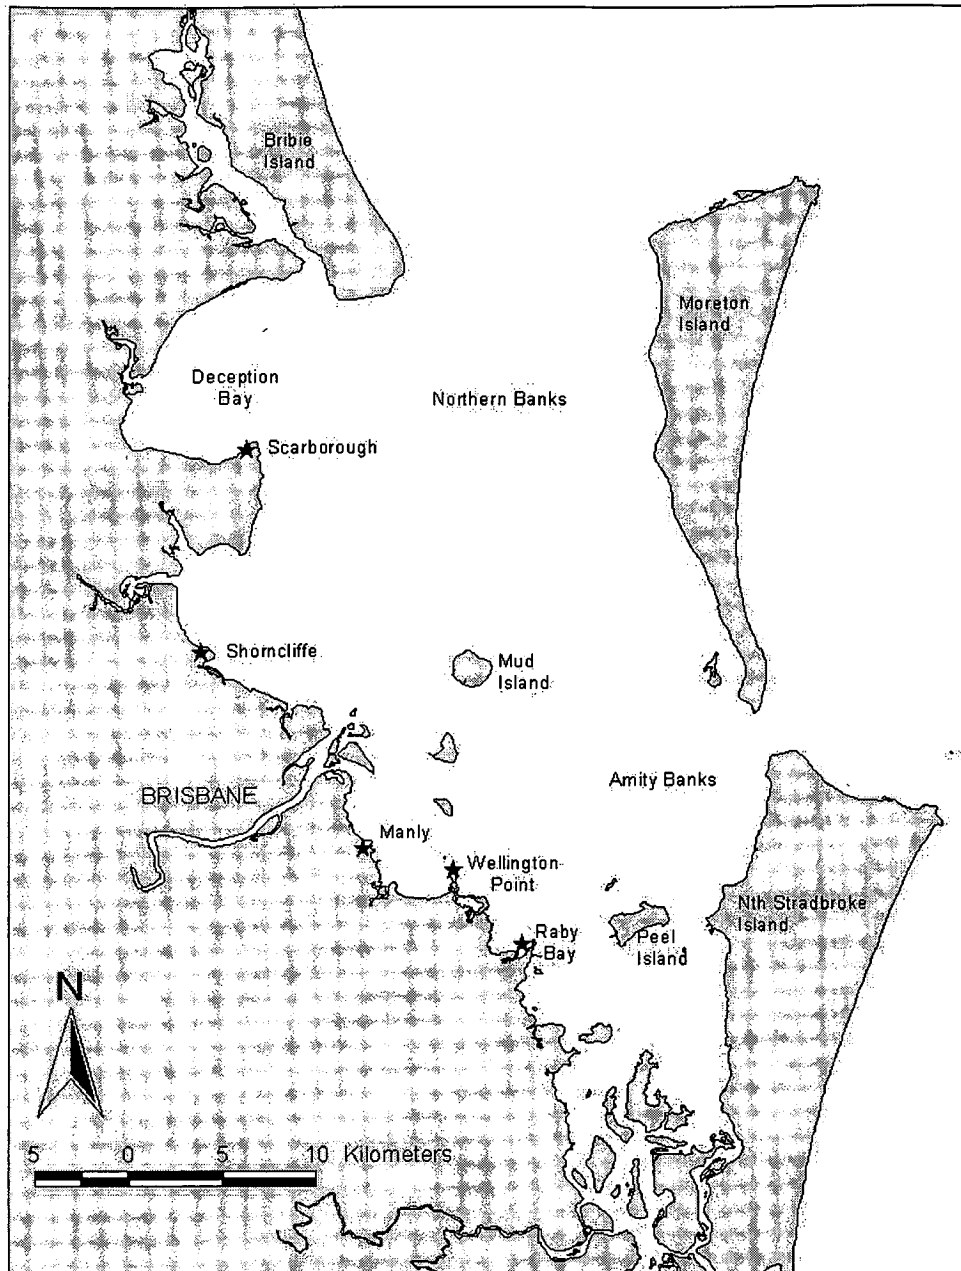 Bribie
Island
Moreton
Island
Deception
Bay
Northern Banks
Scarborough
Shorncliffe
Mud
Island
Amity Banks
BRISBANE
Manly
Wellington
Point
Nth Stradbroke
Island
Raby
Bay
Peel
Island
N
5 0 5 10 Kilometers